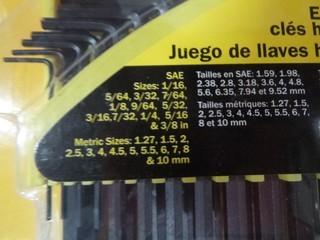 clés h
Juego de llaves h
SAE
Sizes: 1/16,
5/64, 3/32, 7/64,
1/8, 9/64, 5/32,
3/16,7/32, 1/4, 5/16
& 3/8 in
Metric Sizes: 1.27, 1.5, 2,
2.5, 3, 4, 4.5, 5, 5.5, 6, 7, 8
& 10 mm
Tailles en SAE: 1.59, 1.98,
2.38, 2.8, 3.18, 3.6, 4, 4.8,
5.6, 6.35, 7.94 et 9.52 mm
Tailles métriques: 1.27, 1.5,
2, 2.5, 3, 4, 4.5, 5, 5.5, 6, 7,
8 et 10 mm